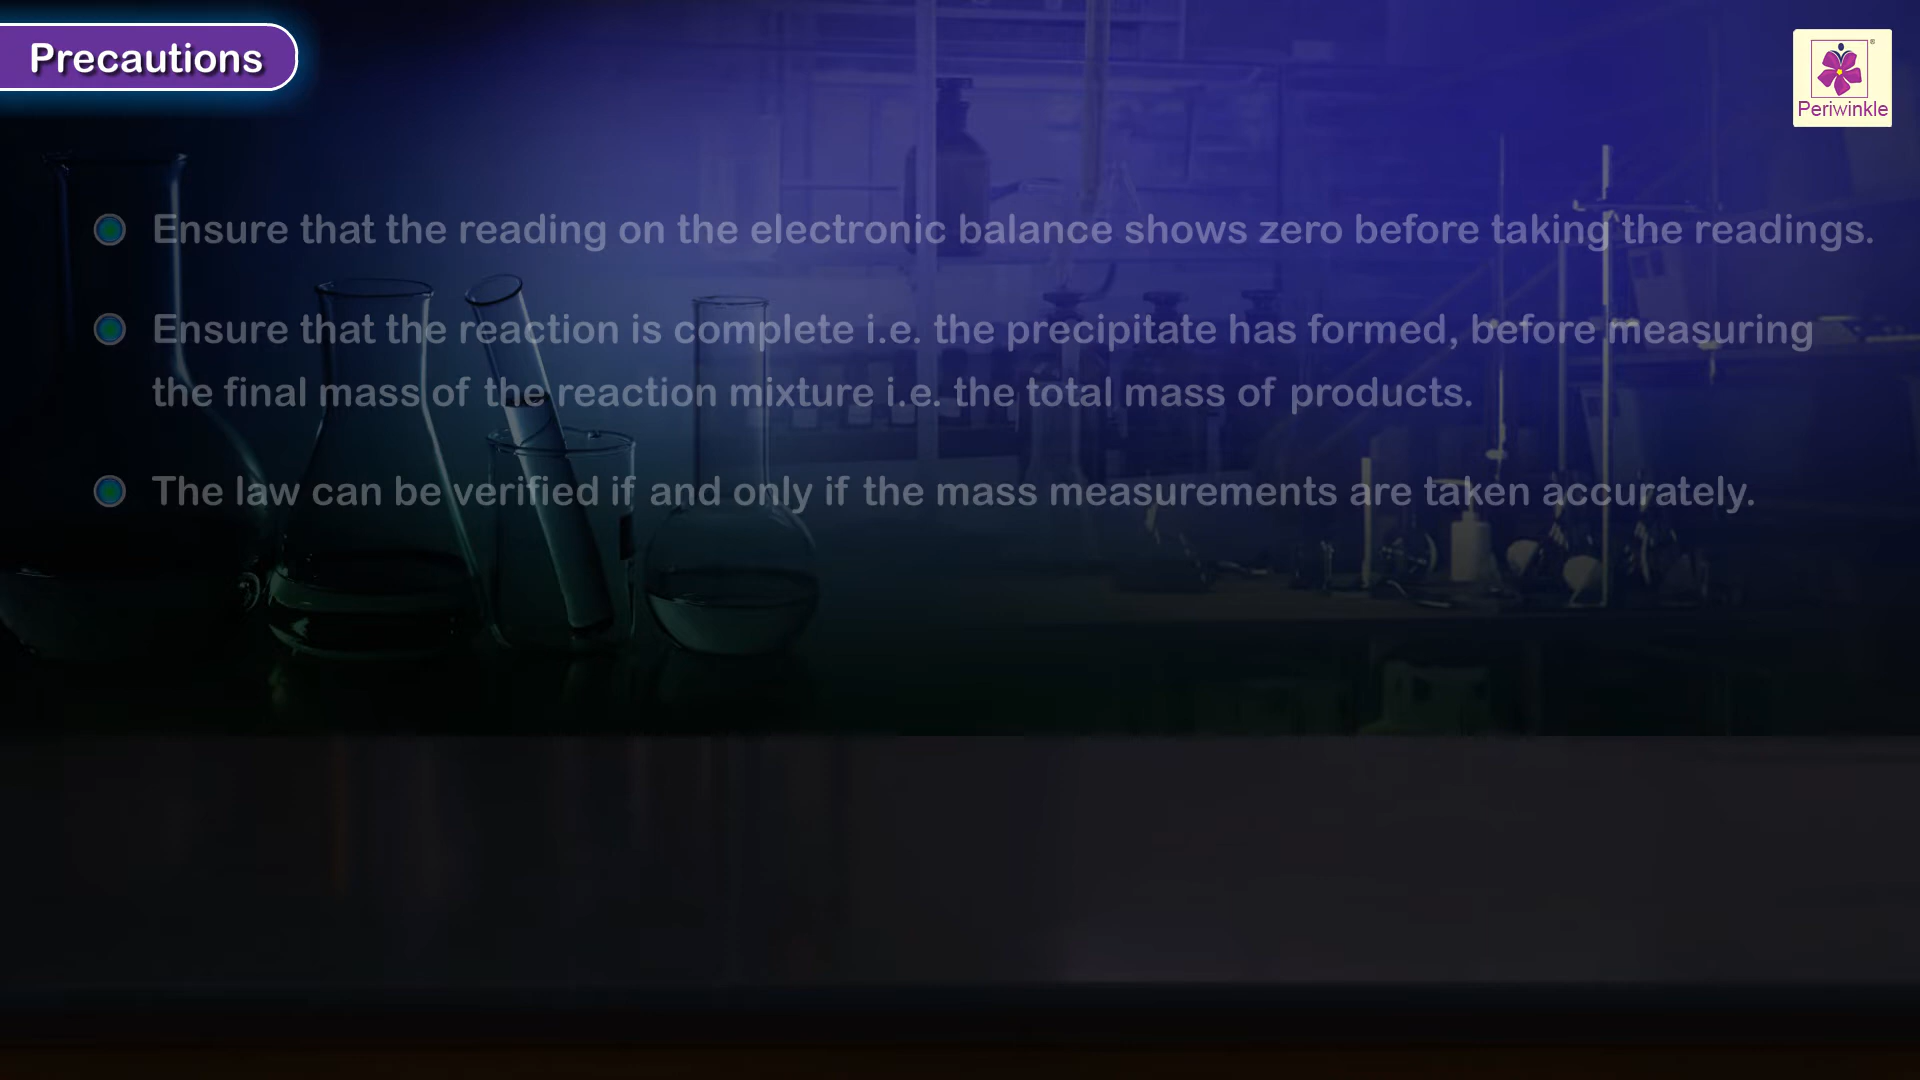 Precautions
Periwinkle
Ensure that the reading on the electronic balance shows zero before taking the readings.
Ensure that the reaction is complete i.e. the precipitate has formed, before measuring
the final mass of the reaction mixture i.e. the total mass of products.
The law can be verified if and only if the mass measurements are taken accurately.